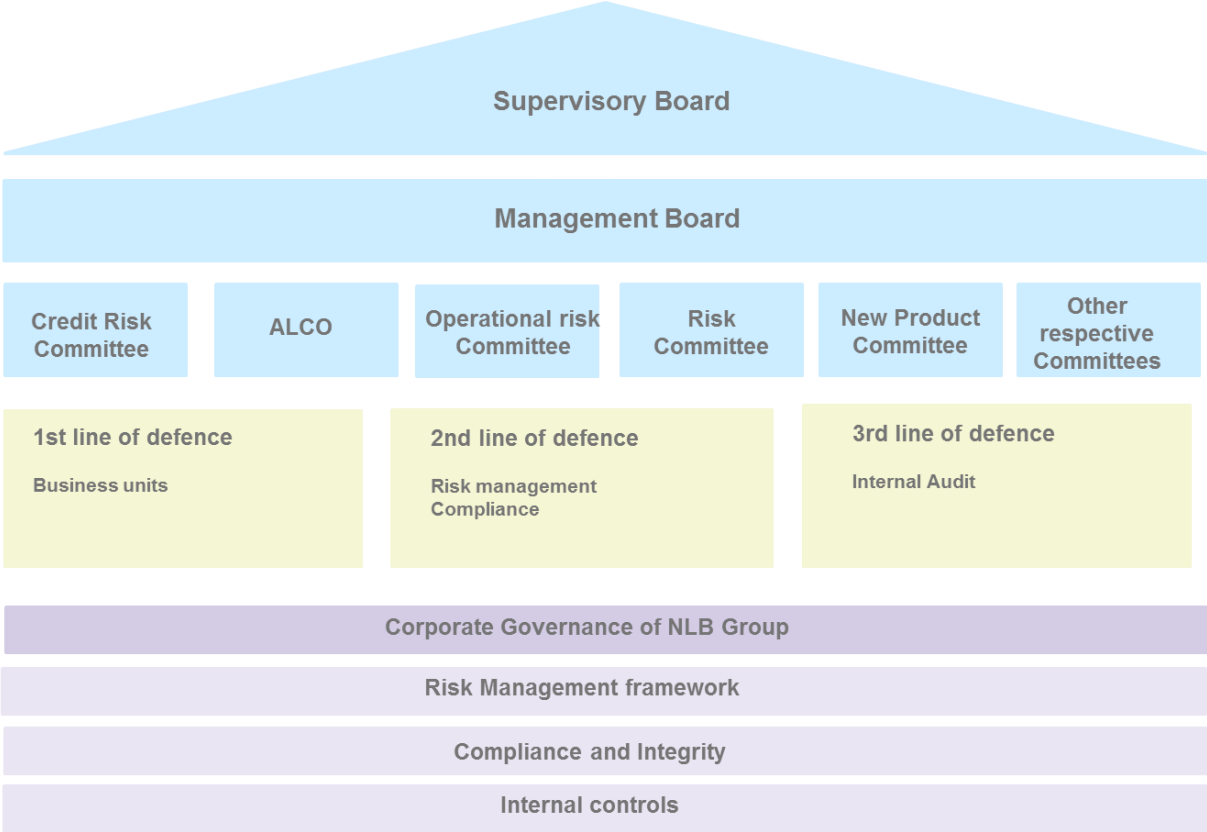 Supervisory Board
Management Board
Credit Risk
Committee
ALCO
Operational risk
Committee
Risk
Committee
New Product
Committee
Other
respective
Committees
1st line of defence
Business units
2nd line of defence
Risk management
Compliance
3rd line of defence
Internal Audit
Corporate Governance of NLB Group
Risk Management framework
Compliance and Integrity
Internal controls